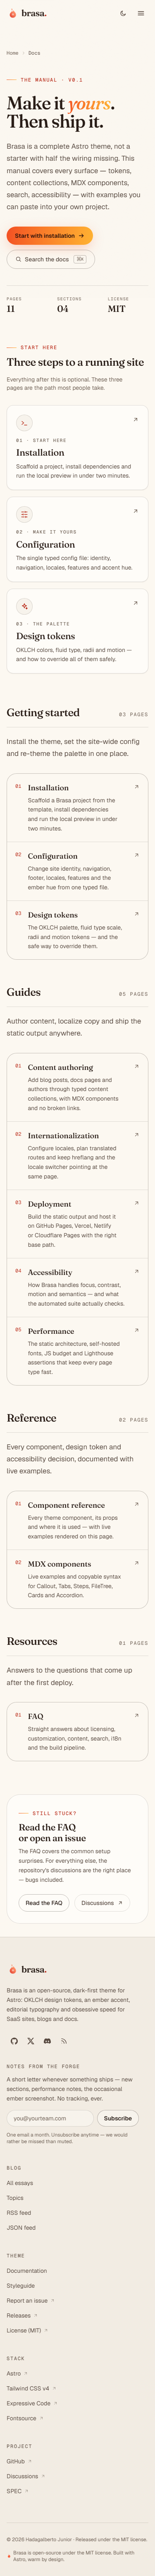 brasa.
Home › Docs
THE MANUAL · V0.1
Make it yours.
Then ship it.
Brasa is a complete Astro theme, not a
starter with half the wiring missing. This
manual covers every surface — tokens,
content collections, MDX components,
search, accessibility — with examples you
can paste into your own project.
Start with installation →
Search the docs ⌘K
PAGES
SECTIONS
LICENSE
11
04
MIT
START HERE
Three steps to a running site
Everything after this is optional. These three
pages are the path most people take.
01 · START HERE
Installation
Scaffold a project, install dependencies and
run the local preview in under two minutes.
02 · MAKE IT YOURS
Configuration
The single typed config file: identity,
navigation, locales, features and accent hue.
03 · THE PALETTE
Design tokens
OKLCH colors, fluid type, radii and motion —
and how to override all of them safely.
Getting started
03 PAGES
Install the theme, set the site-wide config
and re-theme the palette in one place.
01 Installation
Scaffold a Brasa project from the
template, install dependencies
and run the local preview in under
two minutes.
02 Configuration
Change site identity, navigation,
footer, locales, features and the
ember hue from one typed file.
03 Design tokens
The OKLCH palette, fluid type scale,
radii and motion tokens — and the
safe way to override them.
Guides
05 PAGES
Author content, localize copy and ship the
static output anywhere.
01 Content authoring
Add blog posts, docs pages and
authors through typed content
collections, with MDX components
and no broken links.
02 Internationalization
Configure locales, plan translated
routes and keep hreflang and the
locale switcher pointing at the
same page.
03 Deployment
Build the static output and host it
on GitHub Pages, Vercel, Netlify
or Cloudflare Pages with the right
base path.
04 Accessibility
How Brasa handles focus, contrast,
motion and semantics — and what
the automated suite actually checks.
05 Performance
The static architecture, self-hosted
fonts, JS budget and Lighthouse
assertions that keep every page
type fast.
Reference
02 PAGES
Every component, design token and
accessibility decision, documented with
live examples.
01 Component reference
Every theme component, its props
and where it is used — with live
examples rendered on this page.
02 MDX components
Live examples and copyable syntax
for Callout, Tabs, Steps, FileTree,
Cards and Accordion.
Resources
01 PAGES
Answers to the questions that come up
after the first deploy.
01 FAQ
Straight answers about licensing,
customization, content, search, i18n
and the build pipeline.
STILL STUCK?
Read the FAQ
or open an issue
The FAQ covers the common setup
surprises. For everything else, the
repository's discussions are the right place
— bugs included.
Read the FAQ
Discussions ↗
brasa.
Brasa is an open-source, dark-first theme for
Astro: OKLCH design tokens, an ember accent,
editorial typography and obsessive speed for
SaaS sites, blogs and docs.
NOTES FROM THE FORGE
A short letter whenever something ships — new
sections, performance notes, the occasional
ember screenshot. No tracking, ever.
you@yourteam.com
Subscribe
One email a month. Unsubscribe anytime — we would
rather be missed than muted.
BLOG
All essays
Topics
RSS feed
JSON feed
THEME
Documentation
Styleguide
Report an issue ↗
Releases ↗
License (MIT) ↗
STACK
Astro ↗
Tailwind CSS v4 ↗
Expressive Code ↗
Fontsource ↗
PROJECT
GitHub ↗
Discussions ↗
SPEC ↗
© 2026 Hadagalberto Junior · Released under the MIT license.
Brasa is open-source under the MIT license. Built with
Astro, warm by design.